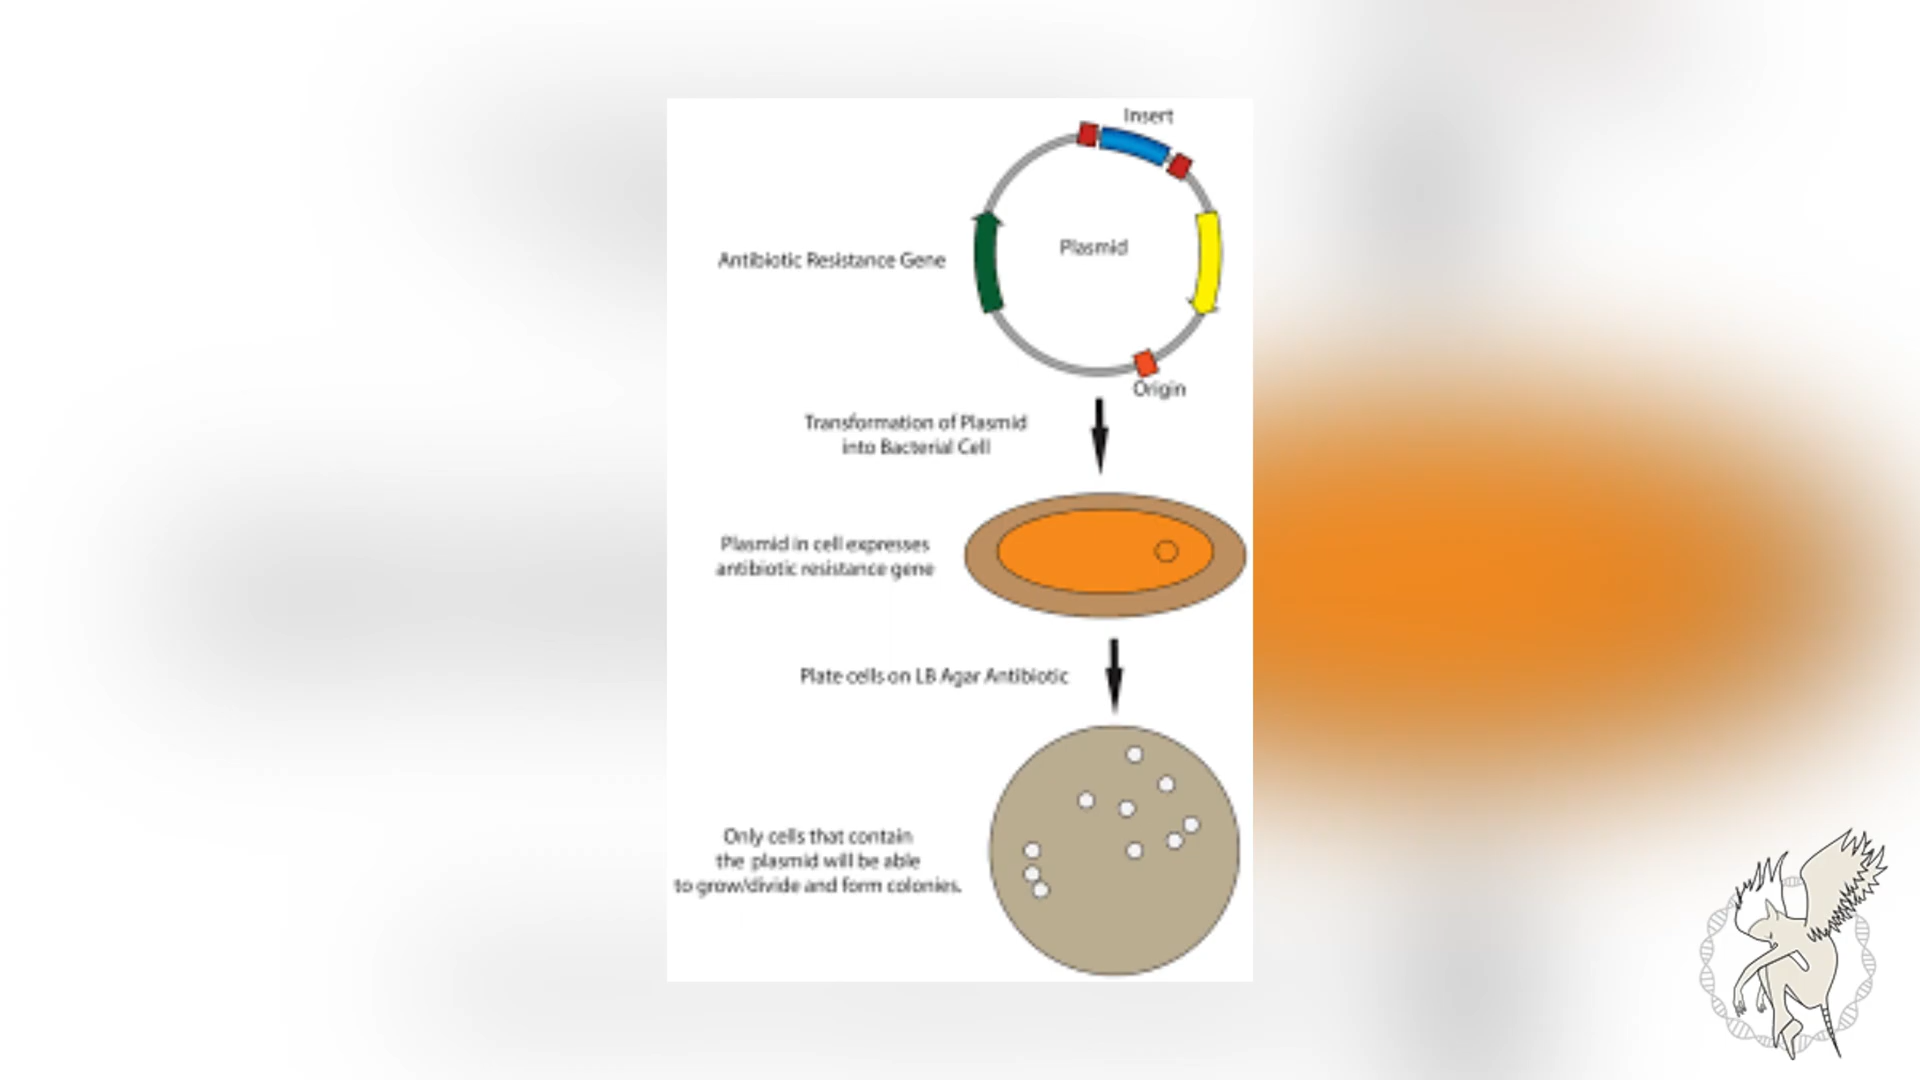 Insert
Plasmid
Antibiotic Resistance Gene
Origin
Transformation of Plasmid
into Bacterial Cell
Plasmid in cell expresses
antibiotic resistance gene
Plate cells on LB Agar Antibiotic
Only cells that contain
the plasmid will be able
to grow/divide and form colonies.